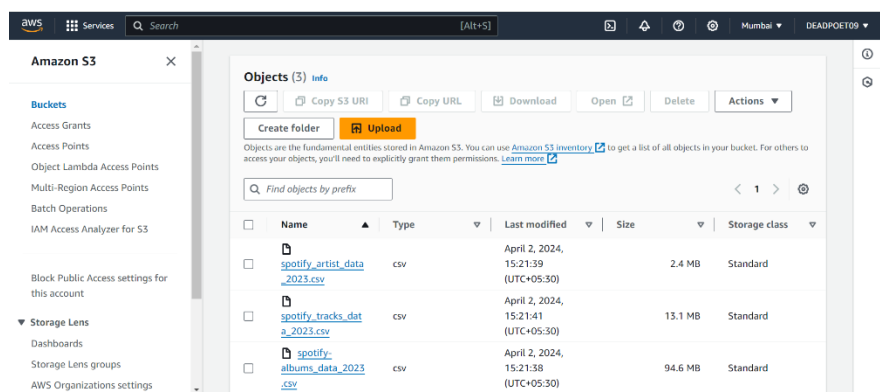 aws Services Search [Alt+S] Mumbai ▼ DEADPOET09 ▼
Amazon S3
Buckets
Access Grants
Access Points
Object Lambda Access Points
Multi-Region Access Points
Batch Operations
IAM Access Analyzer for S3
Block Public Access settings for
this account
▼ Storage Lens
Dashboards
Storage Lens groups
AWS Organizations settings
Objects (3) Info
Copy S3 URI Copy URL Download Open Delete Actions ▼
Create folder Upload
Objects are the fundamental entities stored in Amazon S3. You can use Amazon S3 inventory to get a list of all objects in your bucket. For others to
access your objects, you'll need to explicitly grant them permissions. Learn more
Find objects by prefix
< 1 >
Name ▲ Type Last modified Size Storage class
April 2, 2024,
spotify_artist_data csv 15:21:39 2.4 MB Standard
_2023.csv (UTC+05:30)
April 2, 2024,
spotify_tracks_dat csv 15:21:41 13.1 MB Standard
a_2023.csv (UTC+05:30)
spotify- April 2, 2024,
albums_data_2023 csv 15:21:38 94.6 MB Standard
.csv (UTC+05:30)